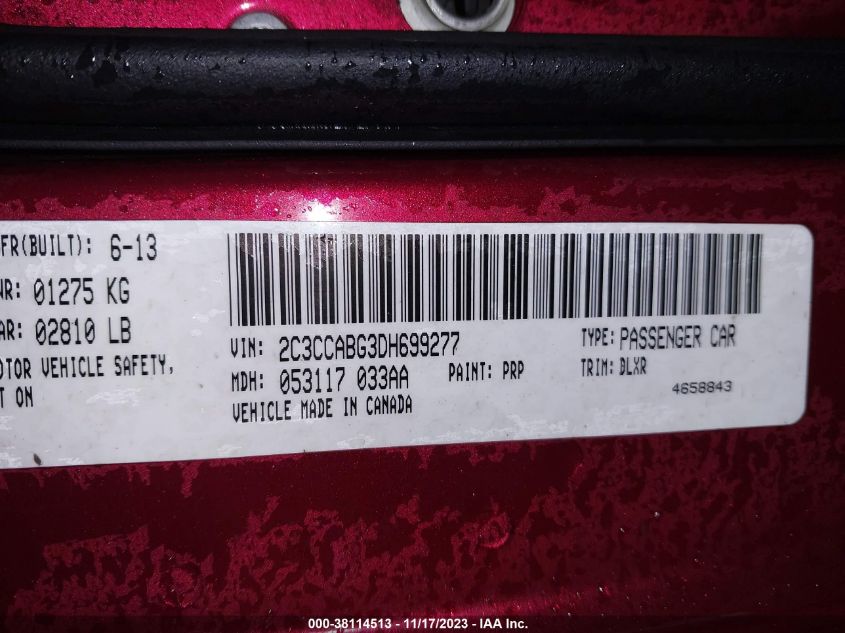 FR(BUILT): 6-13
WR: 01275 KG
AR: 02810 LB
OTOR VEHICLE SAFETY,
T ON
VIN: 2C3CCABG3DH699277 TYPE: PASSENGER CAR
MDH: 053117 033AA PAINT: PRP TRIM: BLXR
VEHICLE MADE IN CANADA 4658843
000-38114513 - 11/17/2023 - IAA Inc.